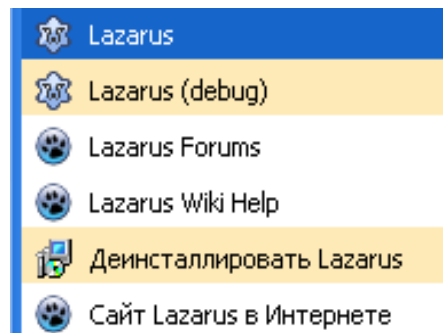 Lazarus
Lazarus (debug)
Lazarus Forums
Lazarus Wiki Help
Деинсталлировать Lazarus
Сайт Lazarus в Интернете